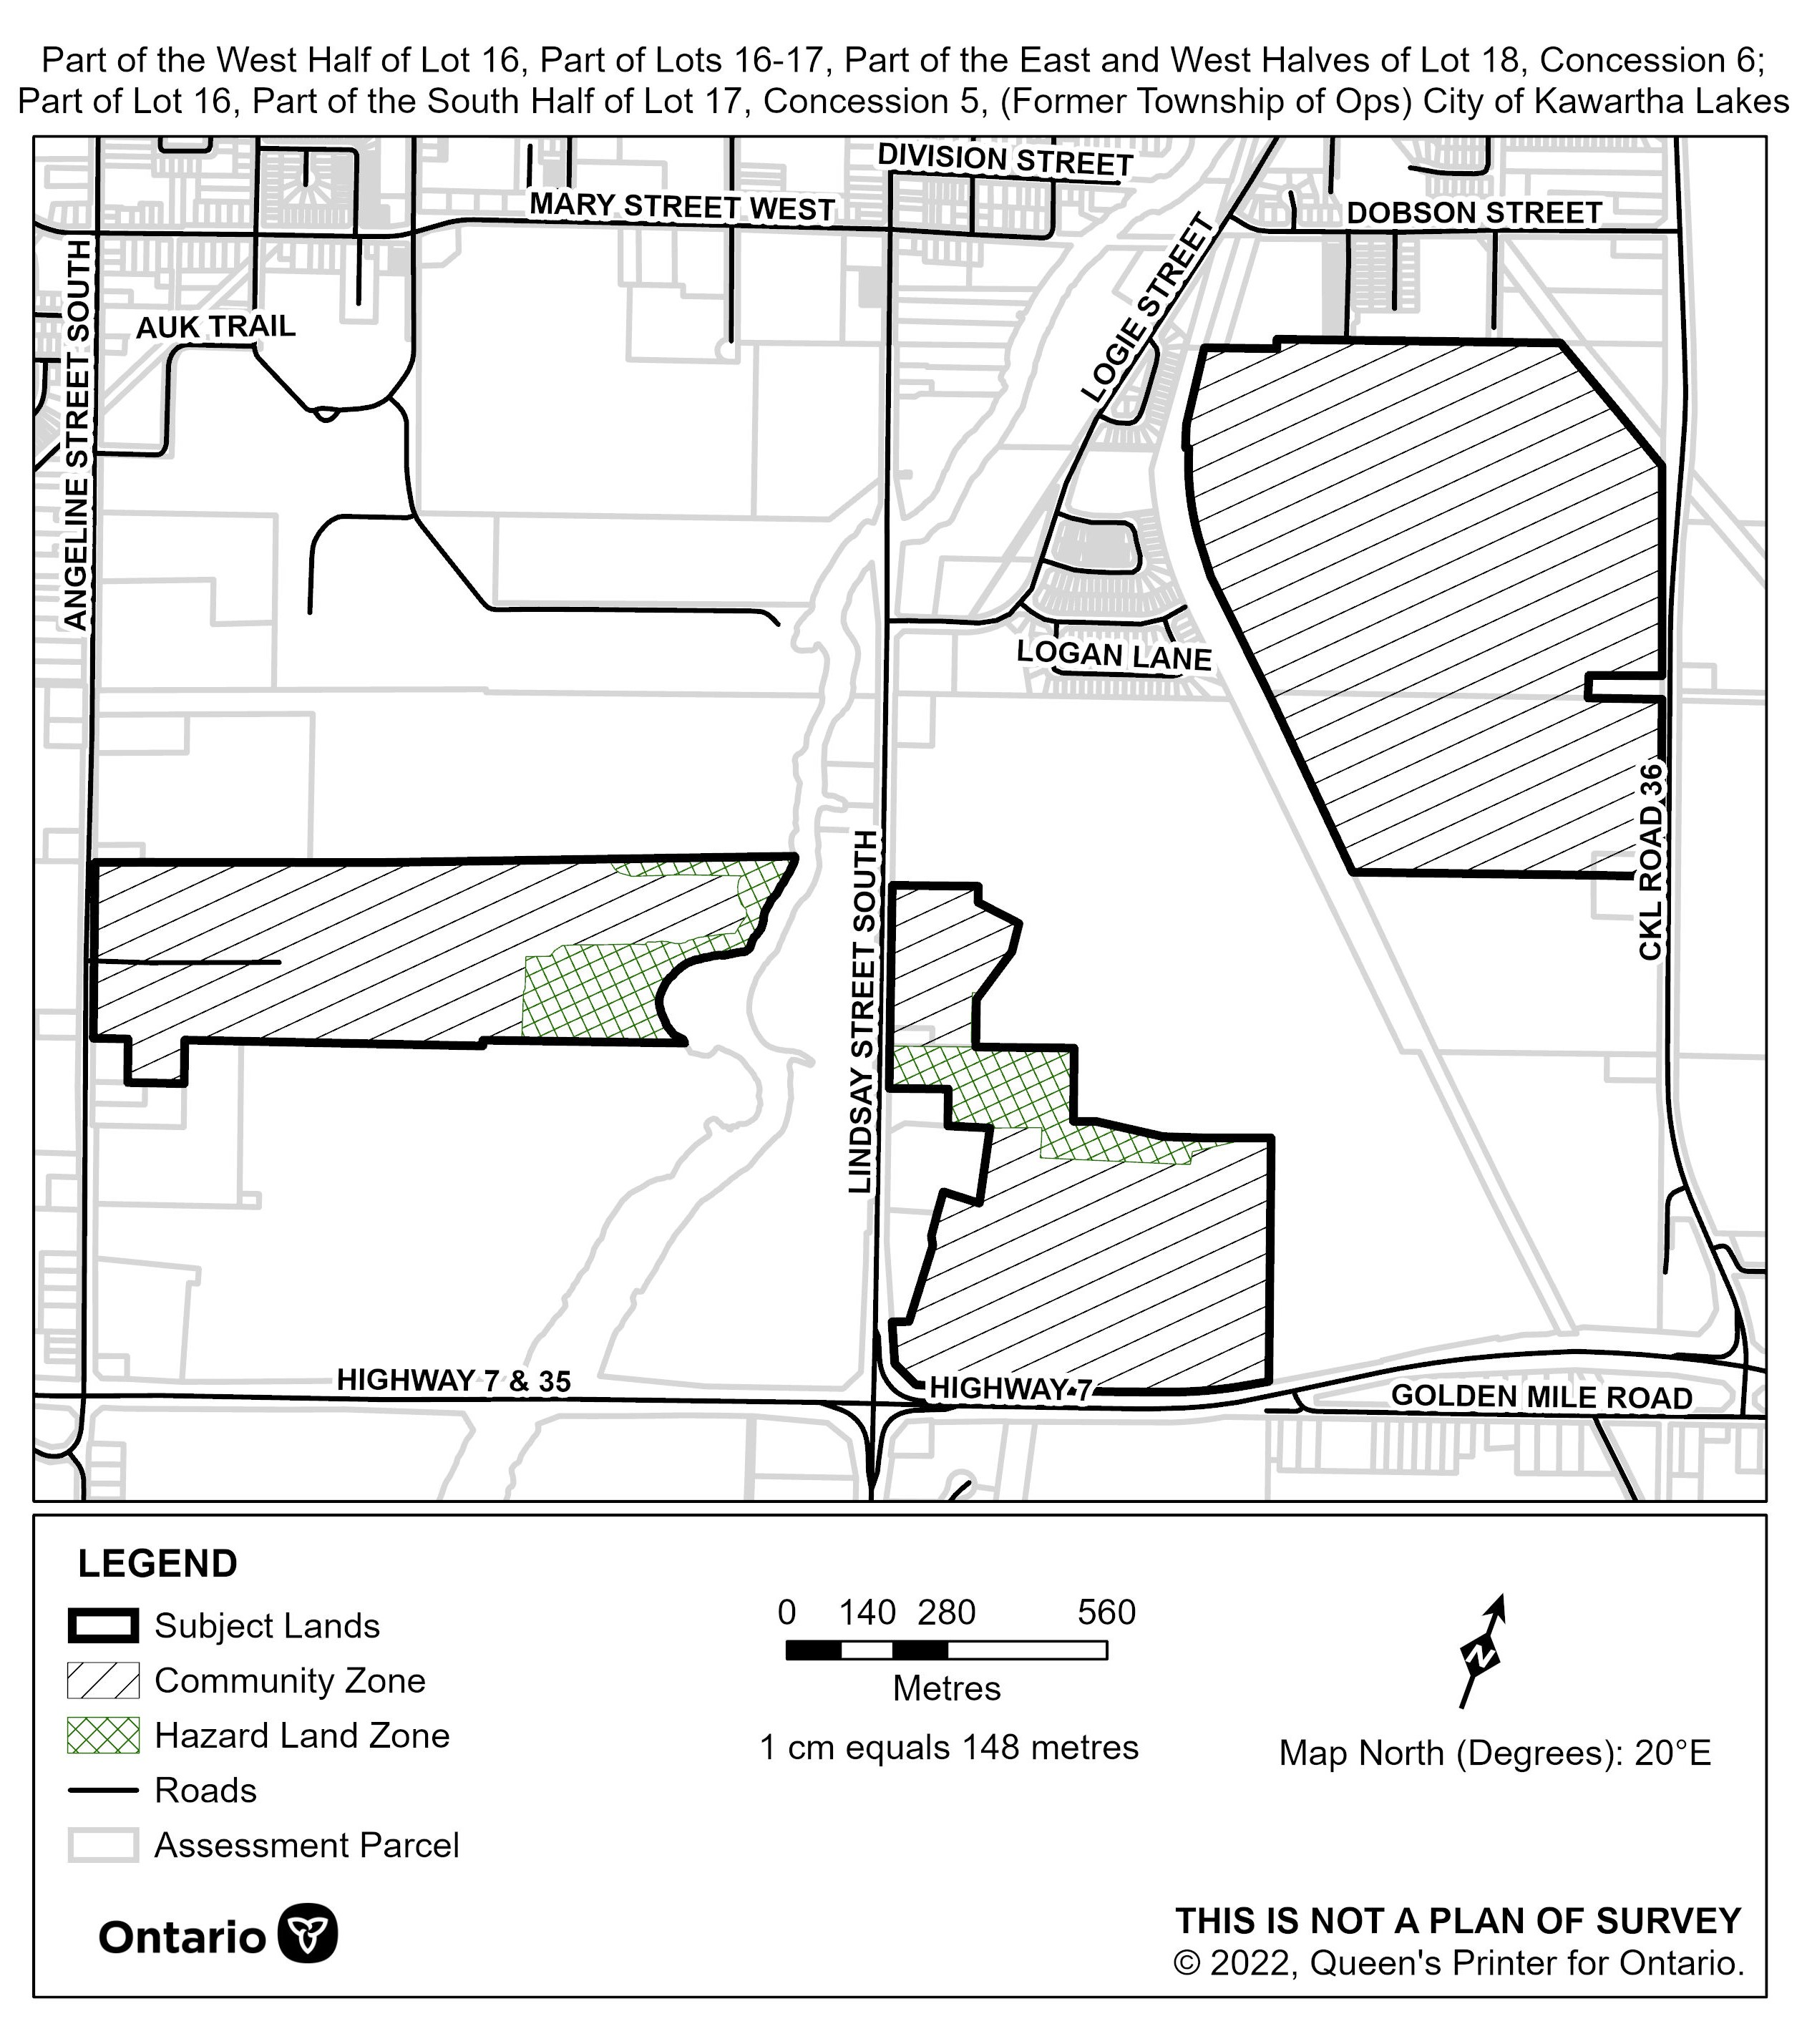 Part of the West Half of Lot 16, Part of Lots 16-17, Part of the East and West Halves of Lot 18, Concession 6;
Part of Lot 16, Part of the South Half of Lot 17, Concession 5, (Former Township of Ops) City of Kawartha Lakes
DIVISION STREET
MARY STREET WEST
DOBSON STREET
ANGELINE STREET SOUTH
AUK TRAIL
LOGIE STREET
LOGAN LANE
CKL ROAD 36
LINDSAY STREET SOUTH
HIGHWAY 7 & 35
HIGHWAY 7
GOLDEN MILE ROAD
LEGEND
Subject Lands
Community Zone
Hazard Land Zone
Roads
Assessment Parcel
0 140 280 560
Metres
1 cm equals 148 metres
N
Map North (Degrees): 20°E
Ontario
THIS IS NOT A PLAN OF SURVEY
© 2022, Queen's Printer for Ontario.